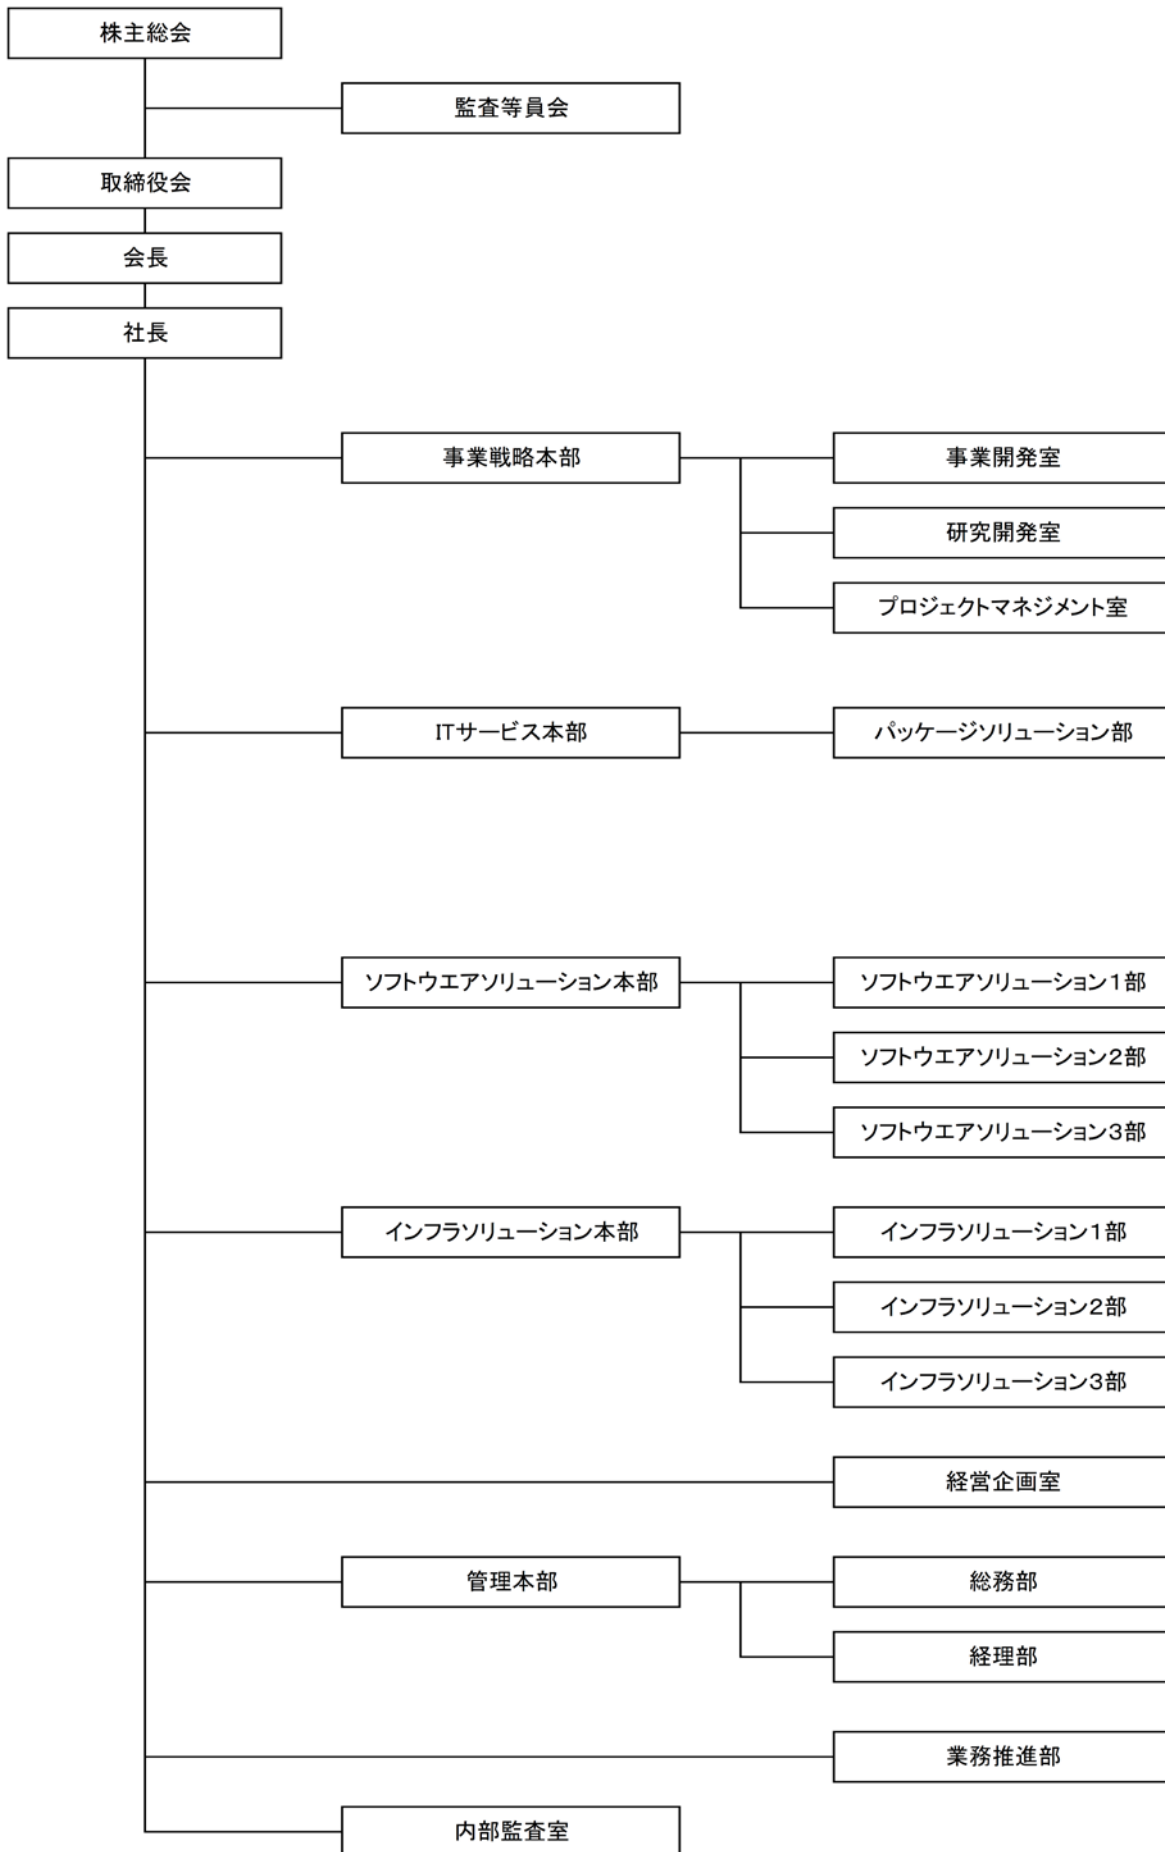 株主総会
監査等員会
取締役会
会長
社長
事業戦略本部
事業開発室
研究開発室
プロジェクトマネジメント室
ITサービス本部
パッケージソリューション部
ソフトウエアソリューション本部
ソフトウエアソリューション1部
ソフトウエアソリューション2部
ソフトウエアソリューション3部
インフラソリューション本部
インフラソリューション1部
インフラソリューション2部
インフラソリューション3部
経営企画室
管理本部
総務部
経理部
業務推進部
内部監査室